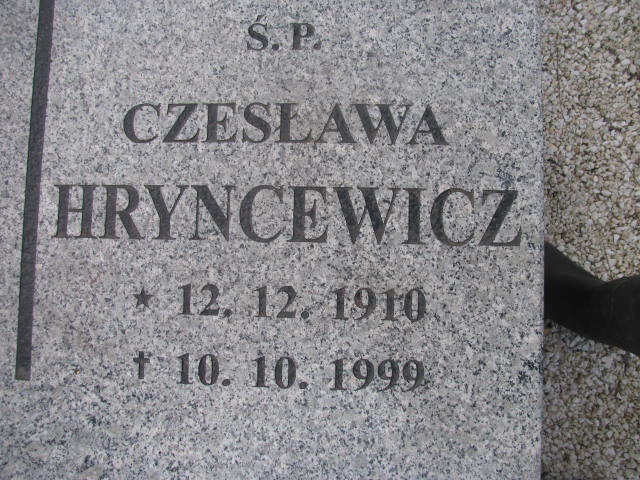 Ś.P.
CZESŁAWA
HRYNCEWICZ
★ 12. 12. 1910
✝ 10. 10. 1999